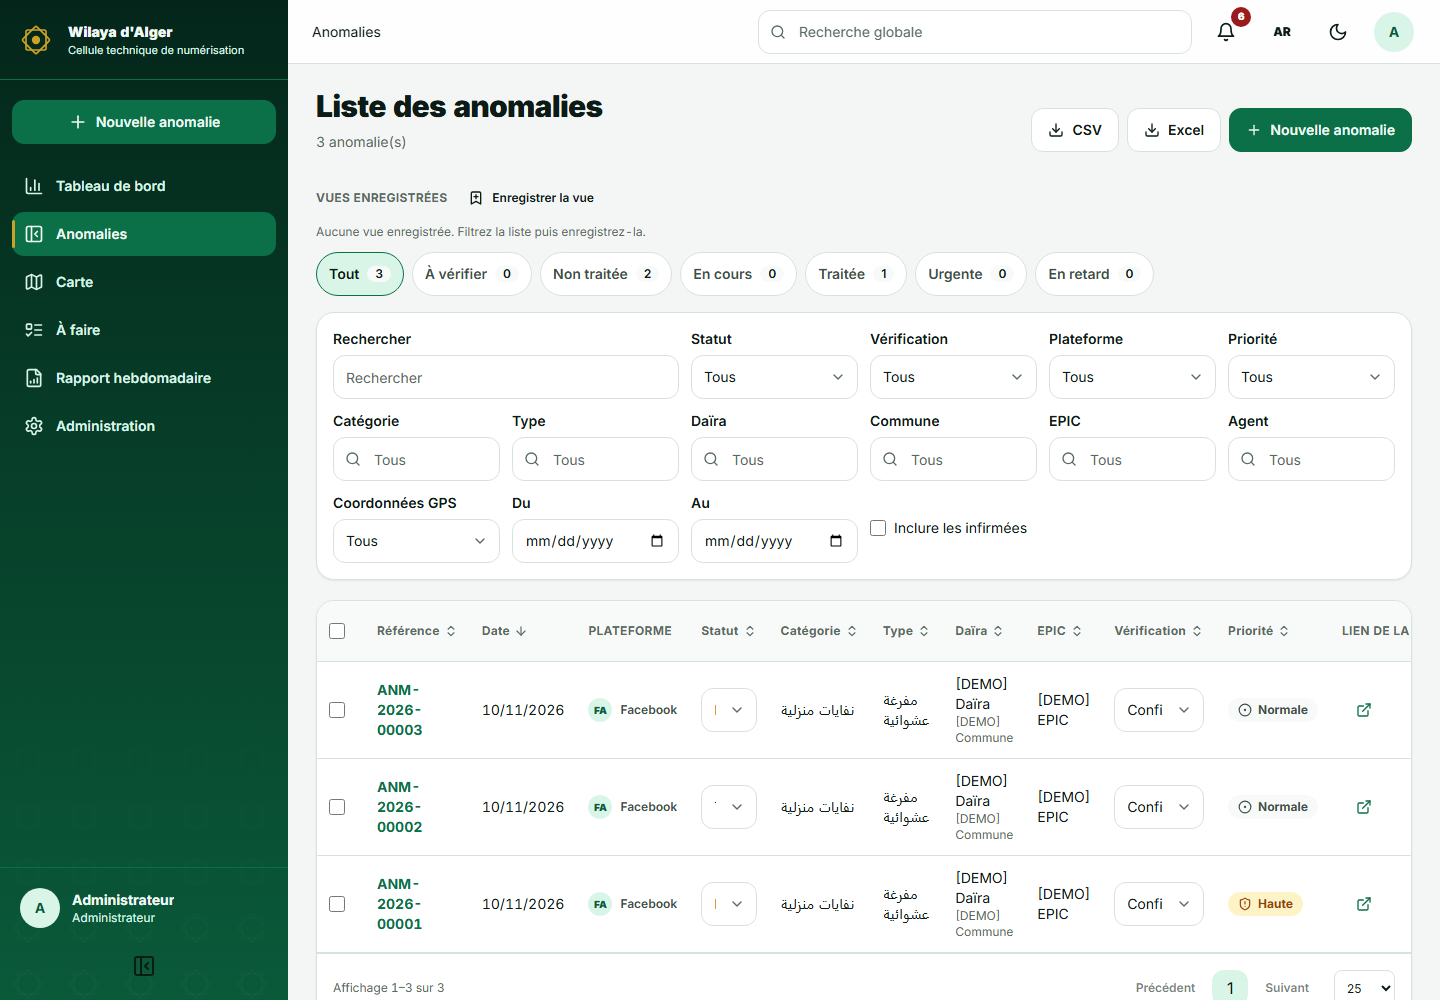 Wilaya d'Alger
Cellule technique de numérisation
Nouvelle anomalie
Tableau de bord
Anomalies
Carte
À faire
Rapport hebdomadaire
Administration
A
Administrateur
Administrateur
Anomalies
Recherche globale
6
AR
A
Liste des anomalies
3 anomalie(s)
CSV
Excel
Nouvelle anomalie
VUES ENREGISTRÉES
Enregistrer la vue
Aucune vue enregistrée. Filtrez la liste puis enregistrez-la.
Tout 3
À vérifier 0
Non traitée 2
En cours 0
Traitée 1
Urgente 0
En retard 0
Rechercher Statut Vérification Plateforme Priorité
Rechercher Tous Tous Tous Tous
Catégorie Type Daïra Commune EPIC Agent
Tous Tous Tous Tous Tous Tous
Coordonnées GPS Du Au
Tous mm/dd/yyyy mm/dd/yyyy Inclure les infirmées
Référence Date PLATEFORME Statut Catégorie Type Daïra EPIC Vérification Priorité LIEN DE LA
ANM-
2026-
00003
10/11/2026
FA Facebook
نفايات منزلية
مفرغة
عشوائية
[DEMO]
Daïra
[DEMO]
Commune
[DEMO]
EPIC
Confi
Normale
ANM-
2026-
00002
10/11/2026
FA Facebook
نفايات منزلية
مفرغة
عشوائية
[DEMO]
Daïra
[DEMO]
Commune
[DEMO]
EPIC
Confi
Normale
ANM-
2026-
00001
10/11/2026
FA Facebook
نفايات منزلية
مفرغة
عشوائية
[DEMO]
Daïra
[DEMO]
Commune
[DEMO]
EPIC
Confi
Haute
Affichage 1–3 sur 3
Précédent 1 Suivant 25